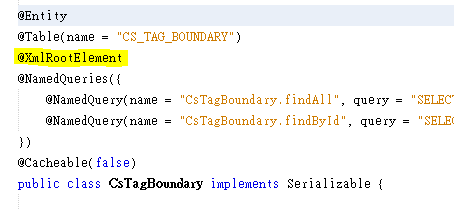 @Entity
@Table(name = "CS_TAG_BOUNDARY")
@XmlRootElement
@NamedQueries({
@NamedQuery(name = "CsTagBoundary.findAll", query = "SELECT
@NamedQuery(name = "CsTagBoundary.findById", query = "SELE
})
@Cacheable(false)
public class CsTagBoundary implements Serializable {